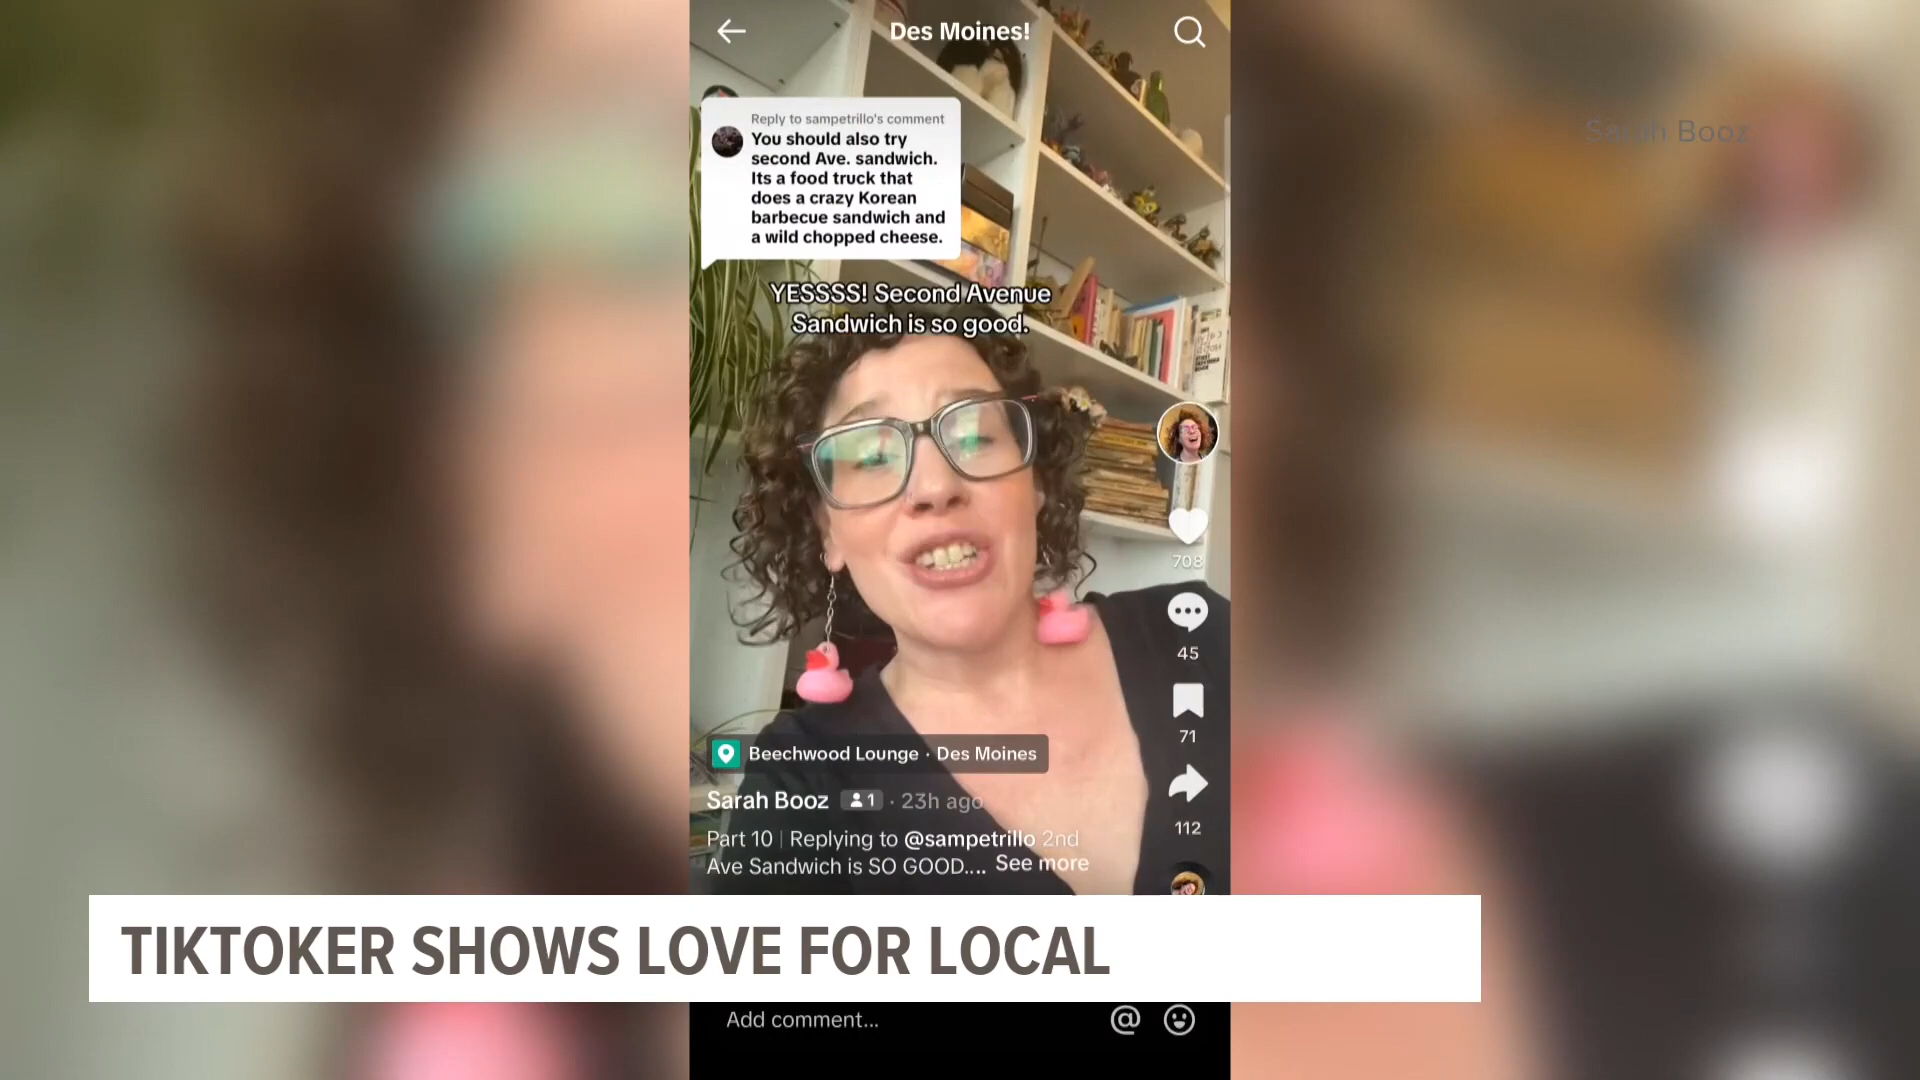 Des Moines!
Sarah Booz
Reply to sampetrillo's comment
You should also try
second Ave. sandwich.
Its a food truck that
does a crazy Korean
barbecue sandwich and
a wild chopped cheese.
YESSSS! Second Avenue
Sandwich is so good.
708
45
71
112
Beechwood Lounge · Des Moines
Sarah Booz 1 · 23h ago
Part 10 | Replying to @sampetrillo 2nd
Ave Sandwich is SO GOOD.... See more
TIKTOKER SHOWS LOVE FOR LOCAL
Add comment...
@